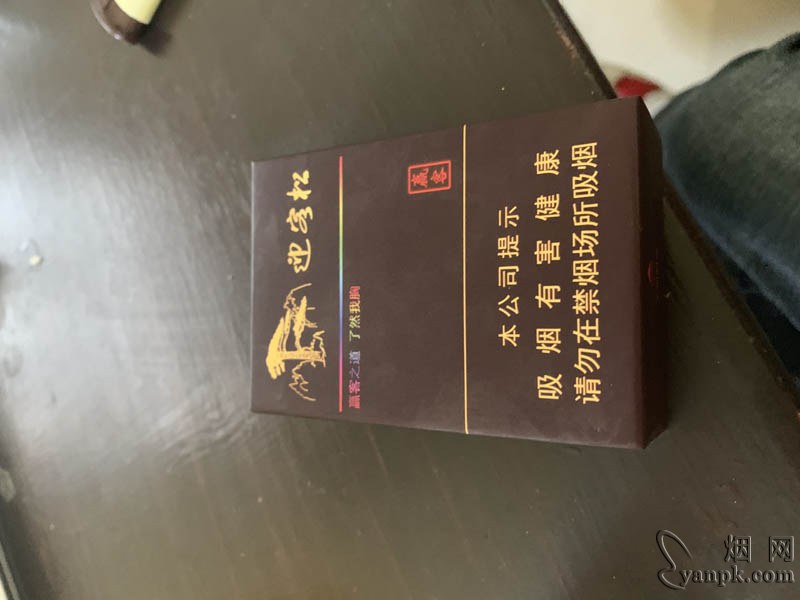 迎客松
赢客之道 了然我胸
赢客
本公司提示
吸烟有害健康
请勿在禁烟场所吸烟
烟网
yanpk.com